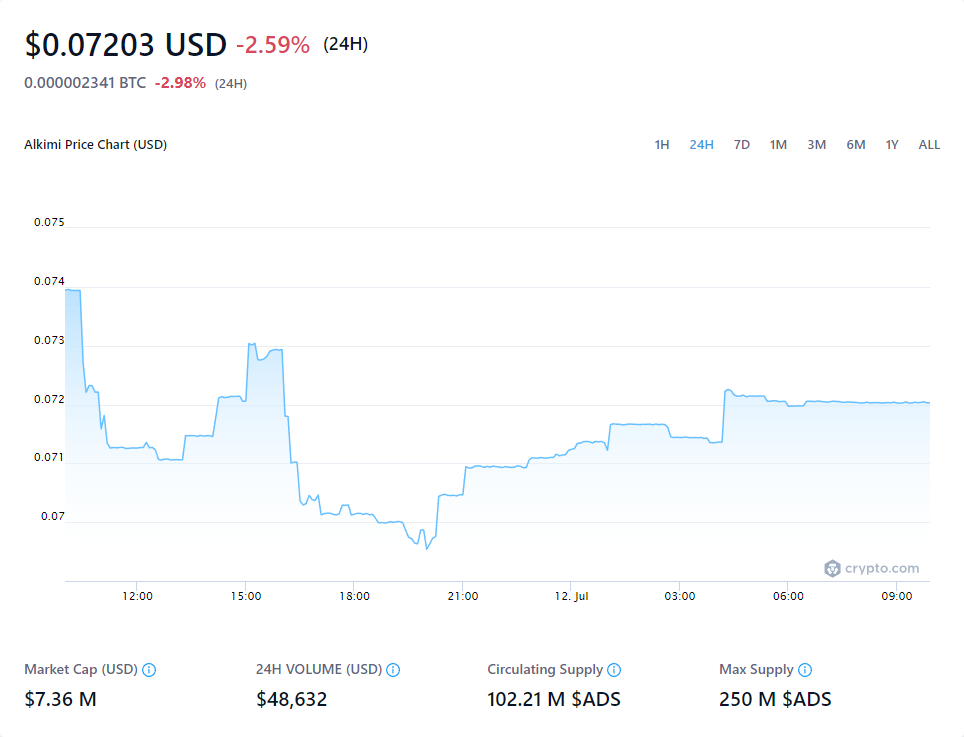 $0.07203 USD -2.59% (24H)
0.000002341 BTC -2.98% (24H)
Alkimi Price Chart (USD) 1H 24H 7D 1M 3M 6M 1Y ALL
0.075
0.074
0.073
0.072
0.071
0.07
crypto.com
12:00 15:00 18:00 21:00 12. Jul 03:00 06:00 09:00
Market Cap (USD) 24H VOLUME (USD) Circulating Supply Max Supply
$7.36 M $48,632 102.21 M $ADS 250 M $ADS